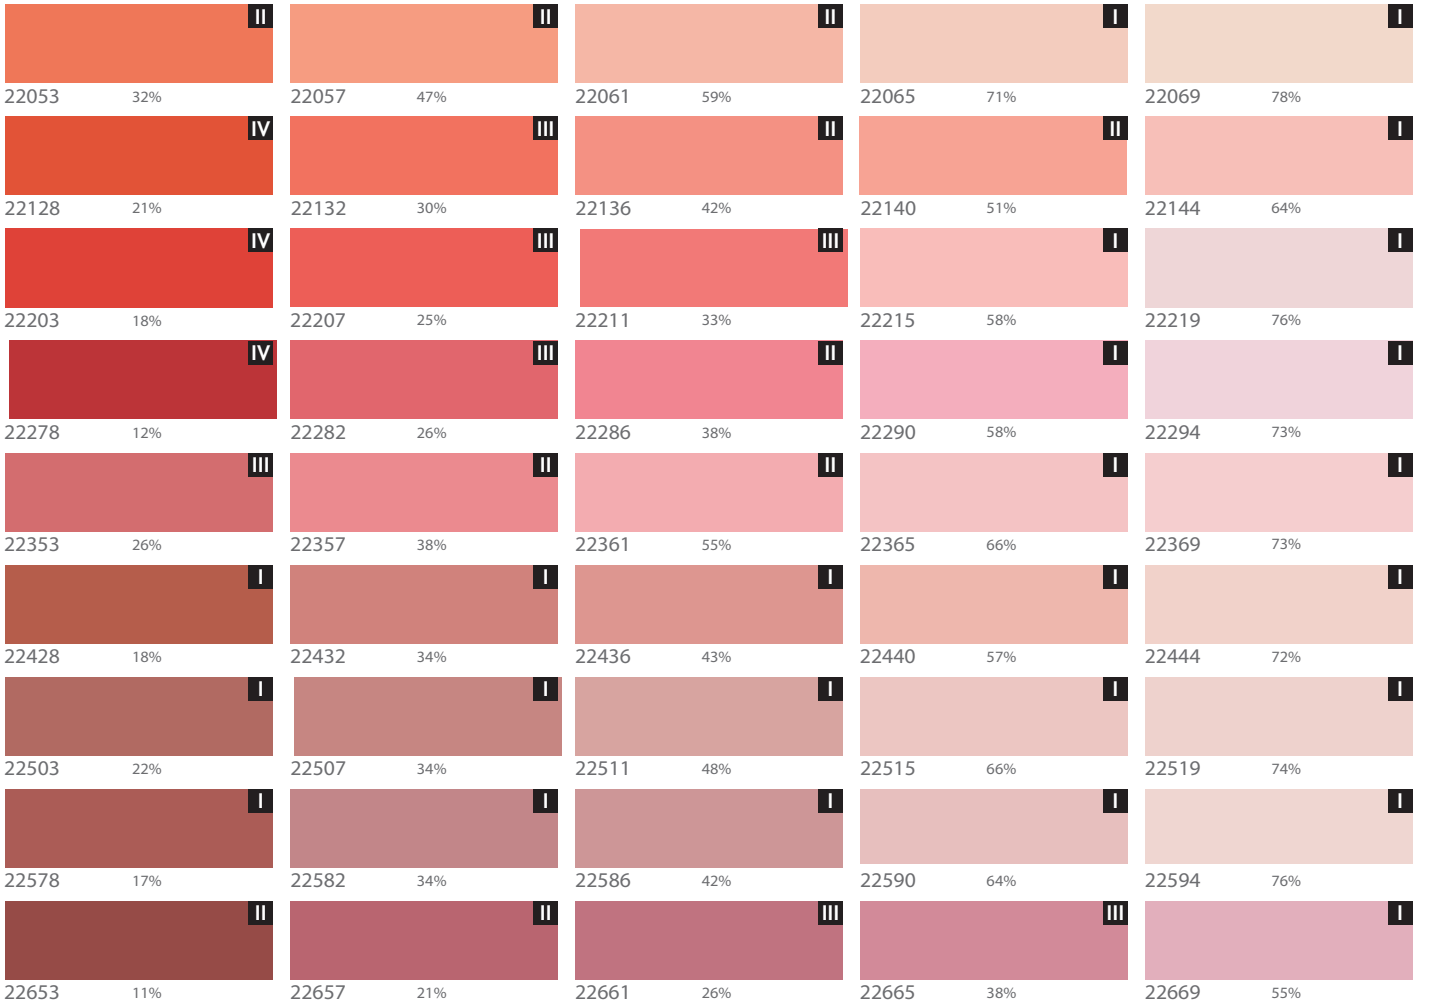 II II II I I
22053 32% 22057 47% 22061 59% 22065 71% 22069 78%
IV III II II I
22128 21% 22132 30% 22136 42% 22140 51% 22144 64%
IV III III I I
22203 18% 22207 25% 22211 33% 22215 58% 22219 76%
IV III II I I
22278 12% 22282 26% 22286 38% 22290 58% 22294 73%
III II II I I
22353 26% 22357 38% 22361 55% 22365 66% 22369 73%
I I I I I
22428 18% 22432 34% 22436 43% 22440 57% 22444 72%
I I I I I
22503 22% 22507 34% 22511 48% 22515 66% 22519 74%
I I I I I
22578 17% 22582 34% 22586 42% 22590 64% 22594 76%
II II III III I
22653 11% 22657 21% 22661 26% 22665 38% 22669 55%